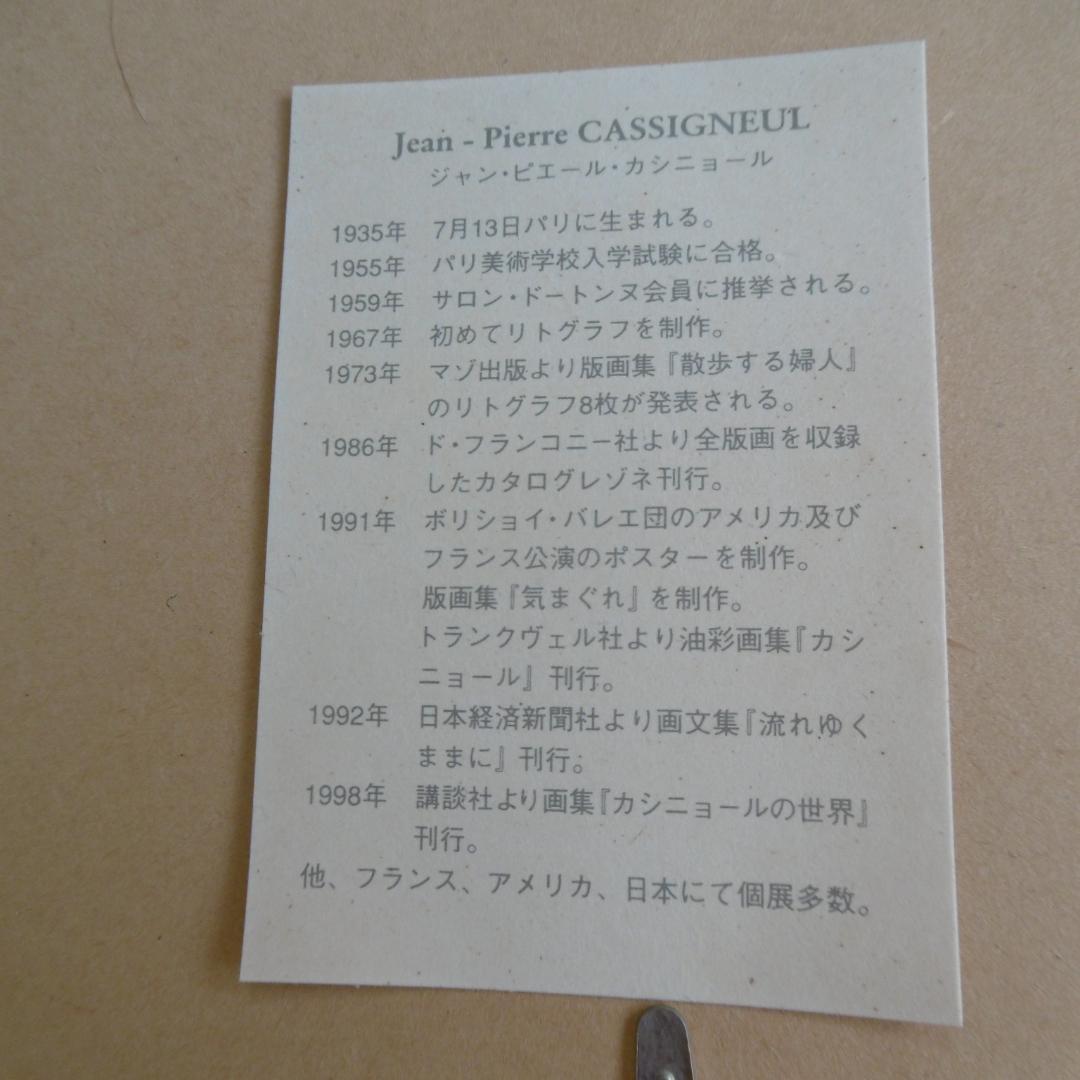 Jean - Pierre CASSIGNEUL
ジャン・ピエール・カシニョール
1935年 7月13日パリに生まれる。
1955年 パリ美術学校入学試験に合格。
1959年 サロン・ドートンヌ会員に推挙される。
1967年 初めてリトグラフを制作。
1973年 マゾ出版より版画集『散歩する婦人』
のリトグラフ8枚が発表される。
1986年 ド・フランコニー社より全版画を収録
したカタログレゾネ刊行。
1991年 ボリショイ・バレエ団のアメリカ及び
フランス公演のポスターを制作。
版画集『気まぐれ』を制作。
トランクヴェル社より油彩画集『カシ
ニョール』刊行。
1992年 日本経済新聞社より画文集『流れゆく
ままに』刊行。
1998年 講談社より画集『カシニョールの世界』
刊行。
他、フランス、アメリカ、日本にて個展多数。